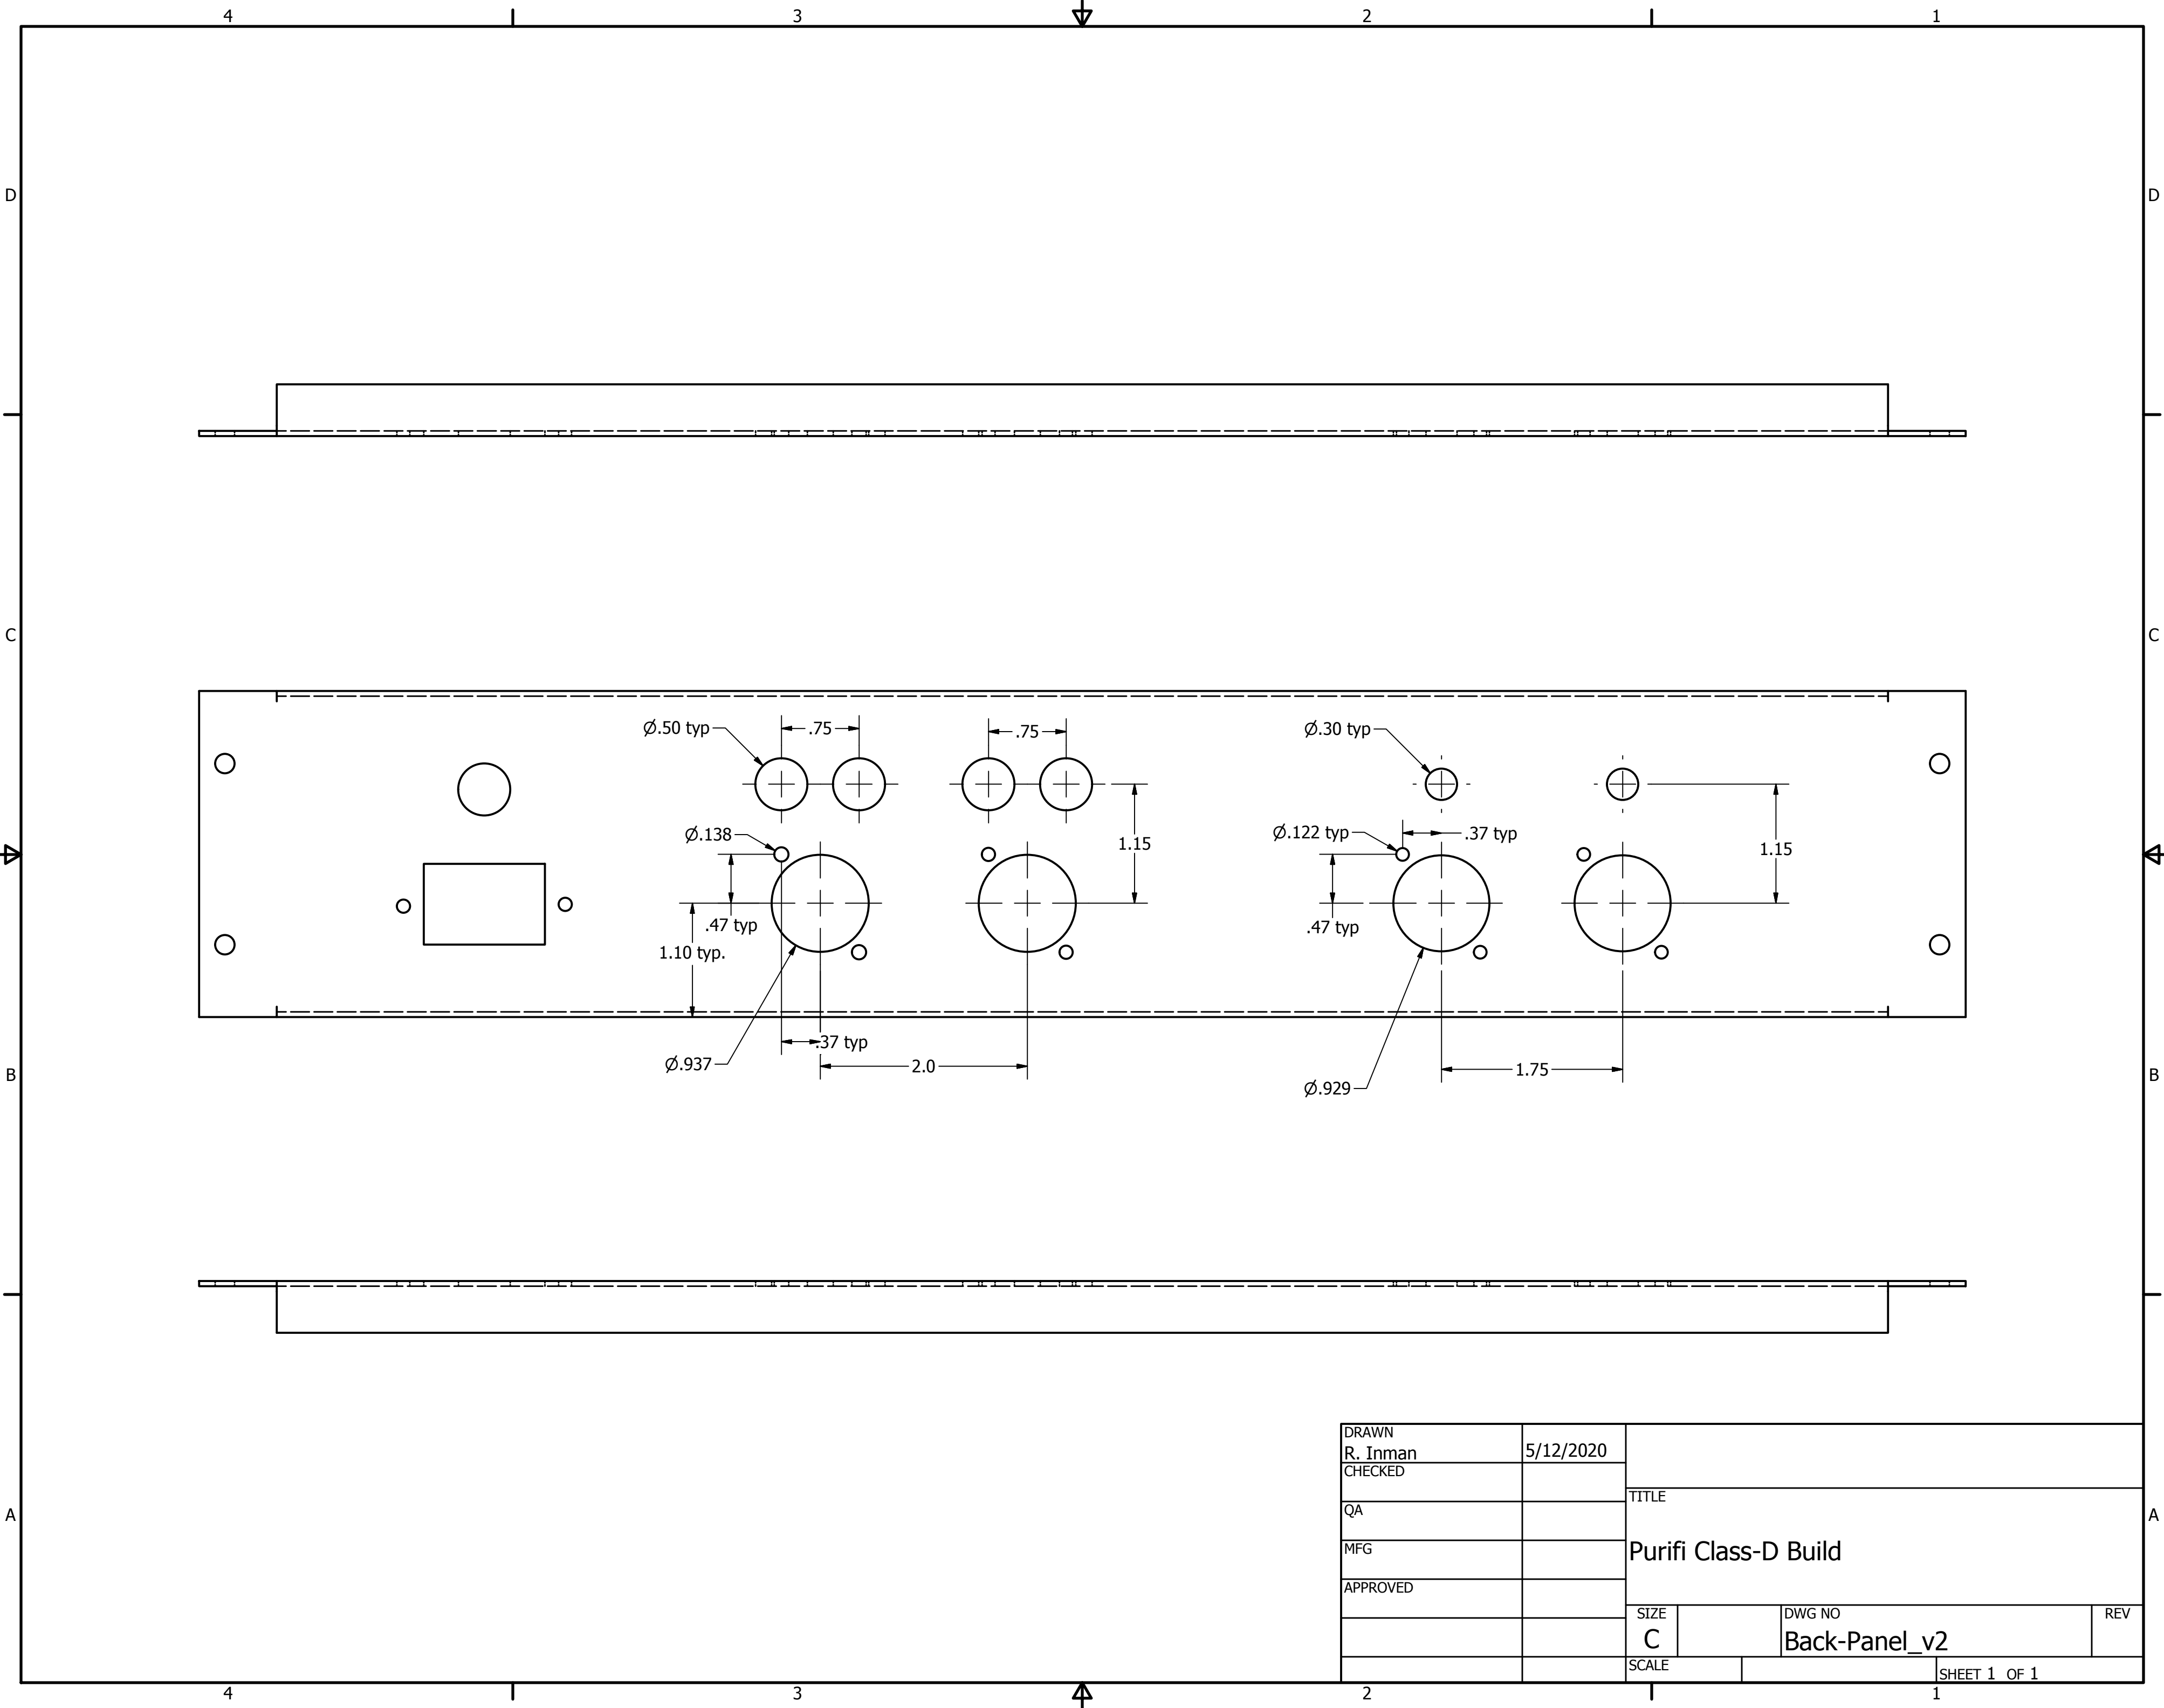 4 3 2 1
D D
C C
Ø.50 typ .75 .75 Ø.30 typ
Ø.138 1.15 Ø.122 typ .37 typ 1.15
.47 typ .47 typ
1.10 typ.
.37 typ
Ø.937 2.0 1.75
Ø.929
B B
DRAWN
R. Inman 5/12/2020
CHECKED
TITLE
QA
A A
MFG
Purifi Class-D Build
APPROVED
SIZE DWG NO REV
C Back-Panel_v2
SCALE
SHEET 1 OF 1
4 3 2 1